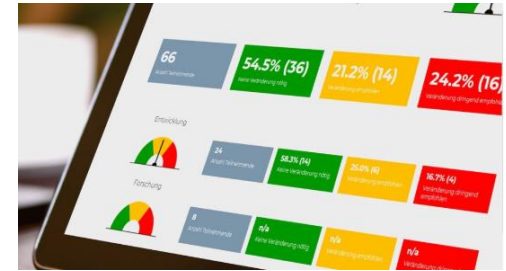 66
Anzahl Teilnehmende
54.5% (36)
Keine Veränderung nötig
21.2% (14)
Veränderung empfohlen
24.2% (16)
Veränderung dringend empfohlen
Entwicklung
24
Anzahl Teilnehmende
58.3% (14)
Keine Veränderung nötig
25.0% (6)
Veränderung empfohlen
16.7% (4)
Veränderung dringend
empfohlen
Forschung
8
Anzahl Teilnehmende
n/a
Keine Veränderung nötig
n/a
Veränderung empfohlen
n/a
Veränderung